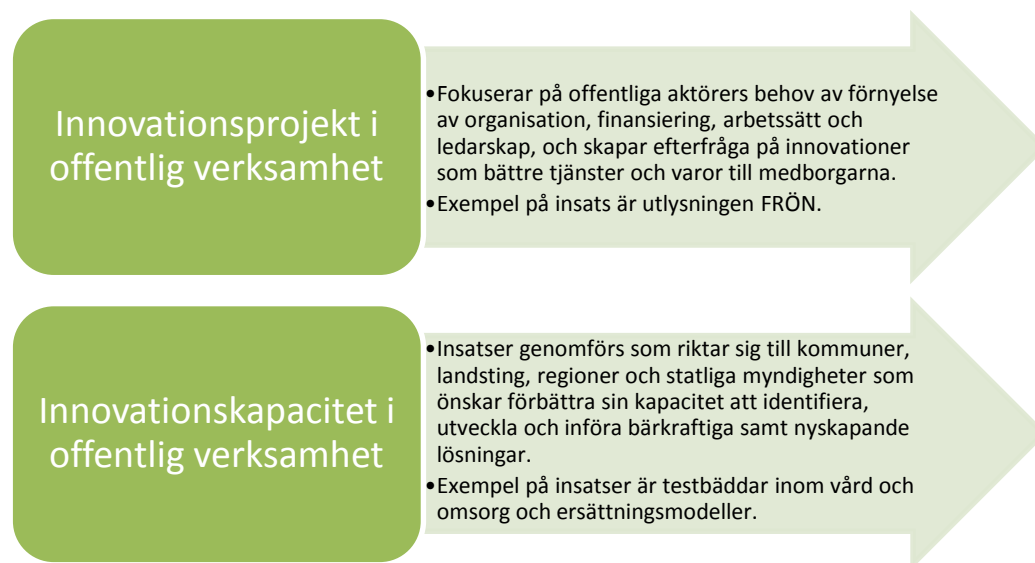 Innovationsprojekt i
offentlig verksamhet
•Fokuserar på offentliga aktörers behov av förnyelse
av organisation, finansiering, arbetssätt och
ledarskap, och skapar efterfråga på innovationer
som bättre tjänster och varor till medborgarna.
•Exempel på insats är utlysningen FRÖN.
Innovationskapacitet i
offentlig verksamhet
•Insatser genomförs som riktar sig till kommuner,
landsting, regioner och statliga myndigheter som
önskar förbättra sin kapacitet att identifiera,
utveckla och införa bärkraftiga samt nyskapande
lösningar.
•Exempel på insatser är testbäddar inom vård och
omsorg och ersättningsmodeller.